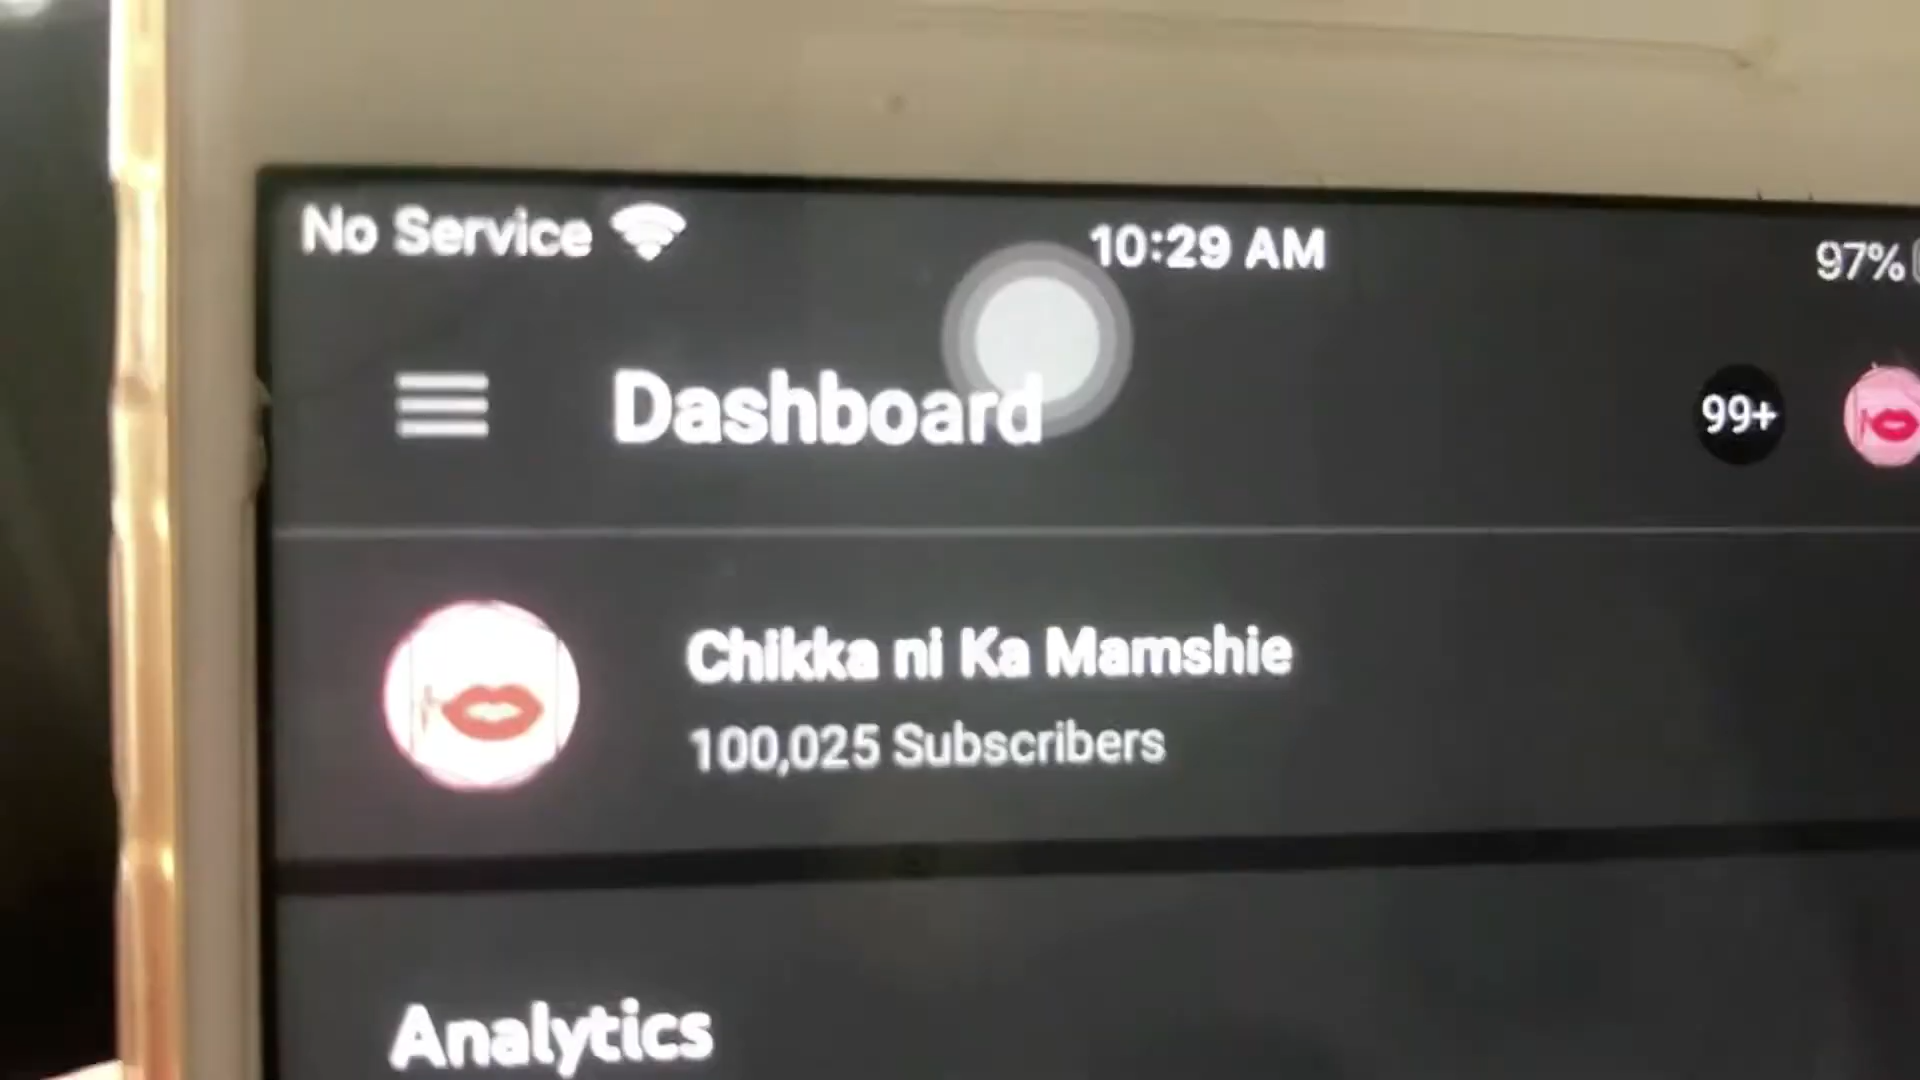 No Service 10:29 AM 97%
Dashboard 99+
Chikka ni Ka Mamshie
100,025 Subscribers
Analytics